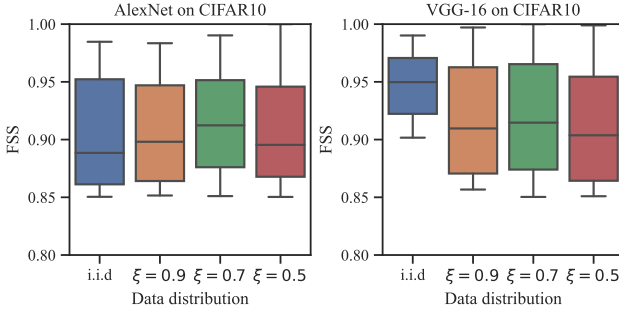 AlexNet on CIFAR10
1.00
0.95
0.90
0.85
0.80
FSS
i.i.d
ξ = 0.9
ξ = 0.7
ξ = 0.5
Data distribution
VGG-16 on CIFAR10
1.00
0.95
0.90
0.85
0.80
FSS
i.i.d
ξ = 0.9
ξ = 0.7
ξ = 0.5
Data distribution